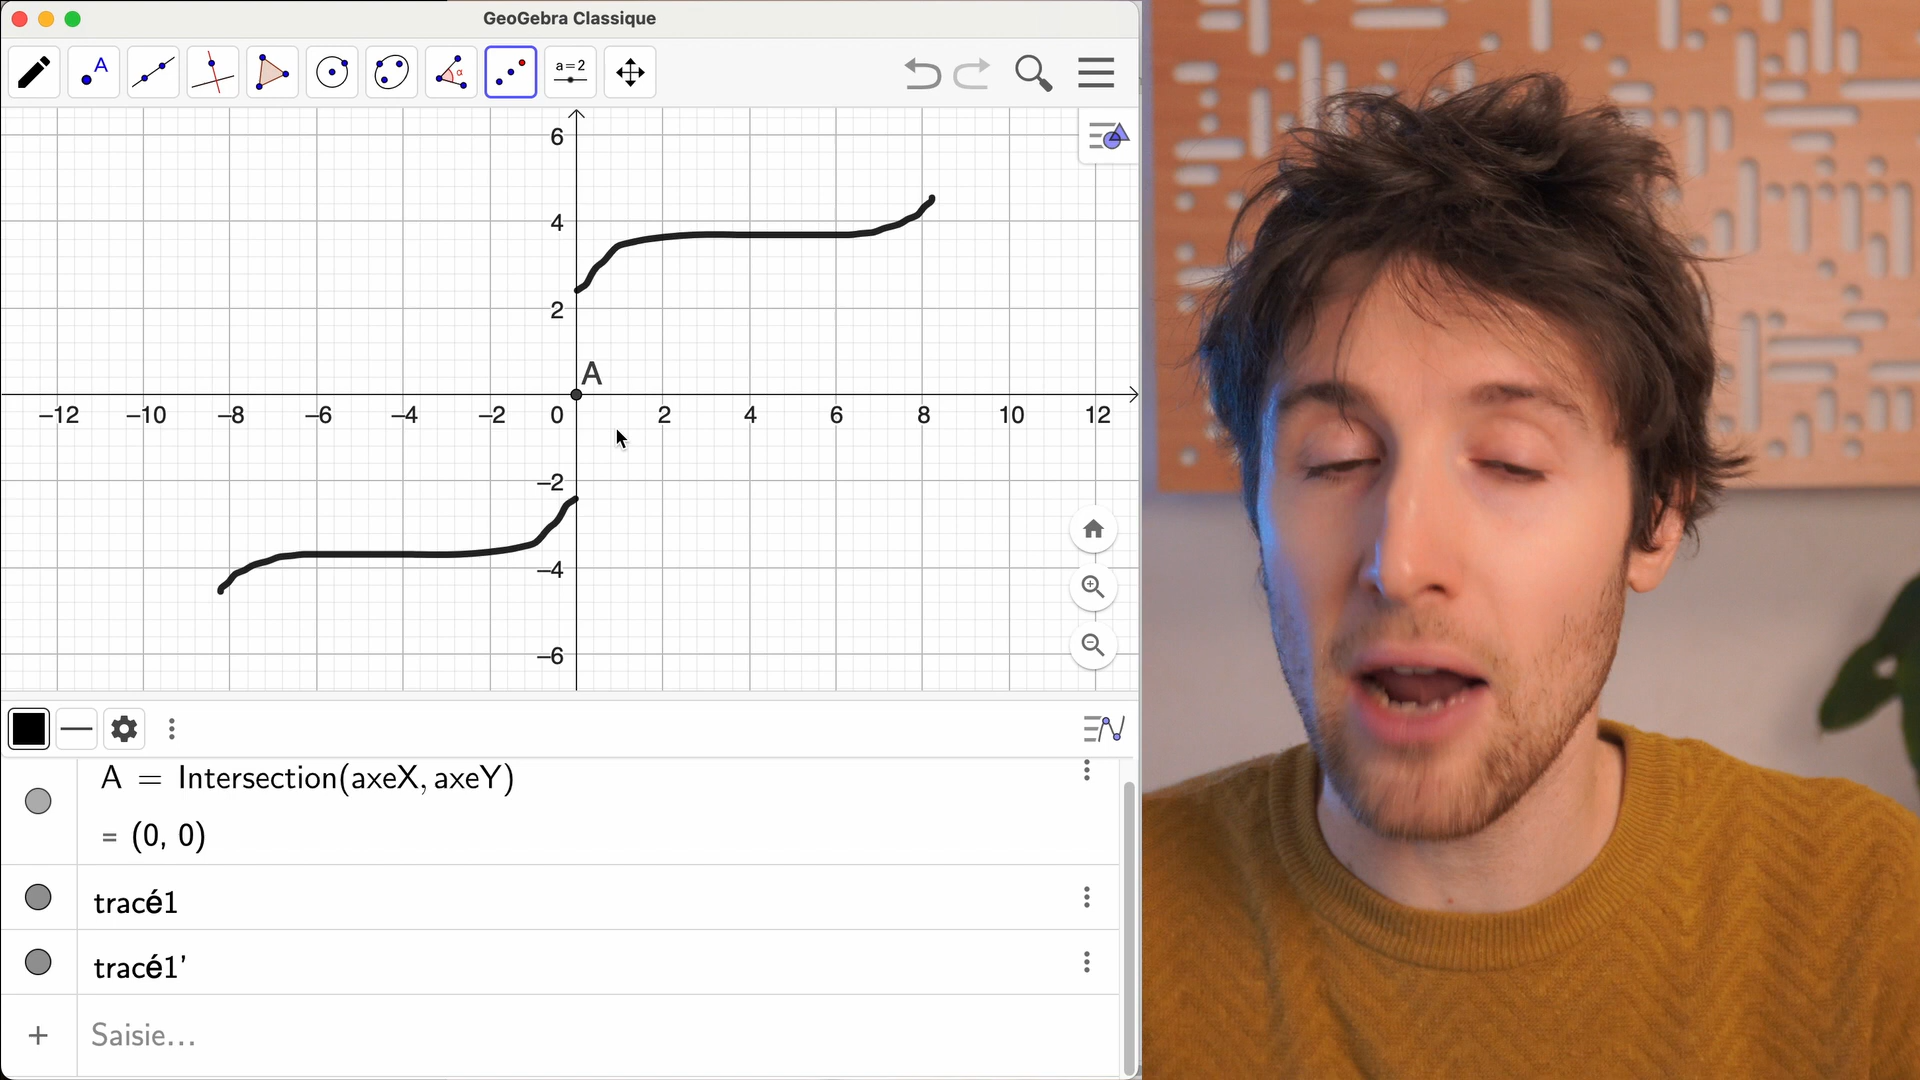 GeoGebra Classique
A
α
a=2
6
4
2
A
–12 –10 –8 –6 –4 –2 0 2 4 6 8 10 12
–2
–4
–6
A = Intersection(axeX, axeY)
= (0, 0)
tracé1
tracé1'
+ Saisie...